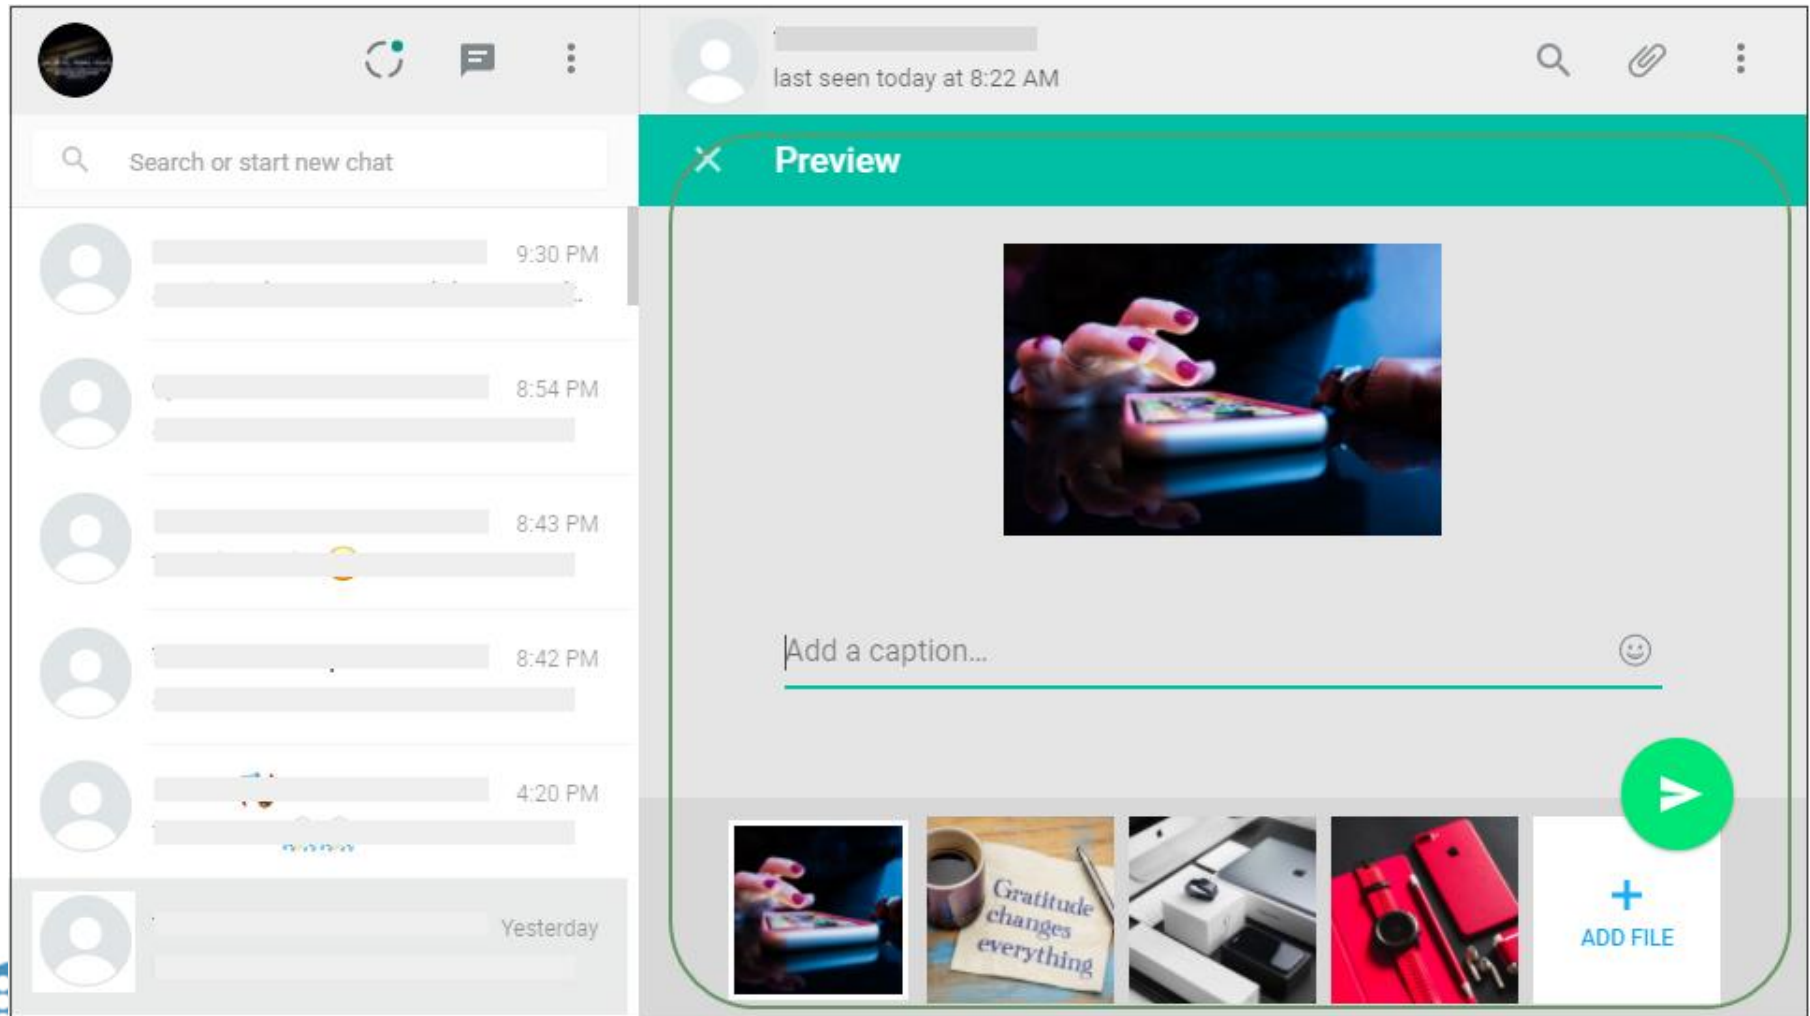 last seen today at 8:22 AM
Search or start new chat
9:30 PM
8:54 PM
8:43 PM
8:42 PM
4:20 PM
Yesterday
Preview
Add a caption...
Gratitude
changes
everything
ADD FILE